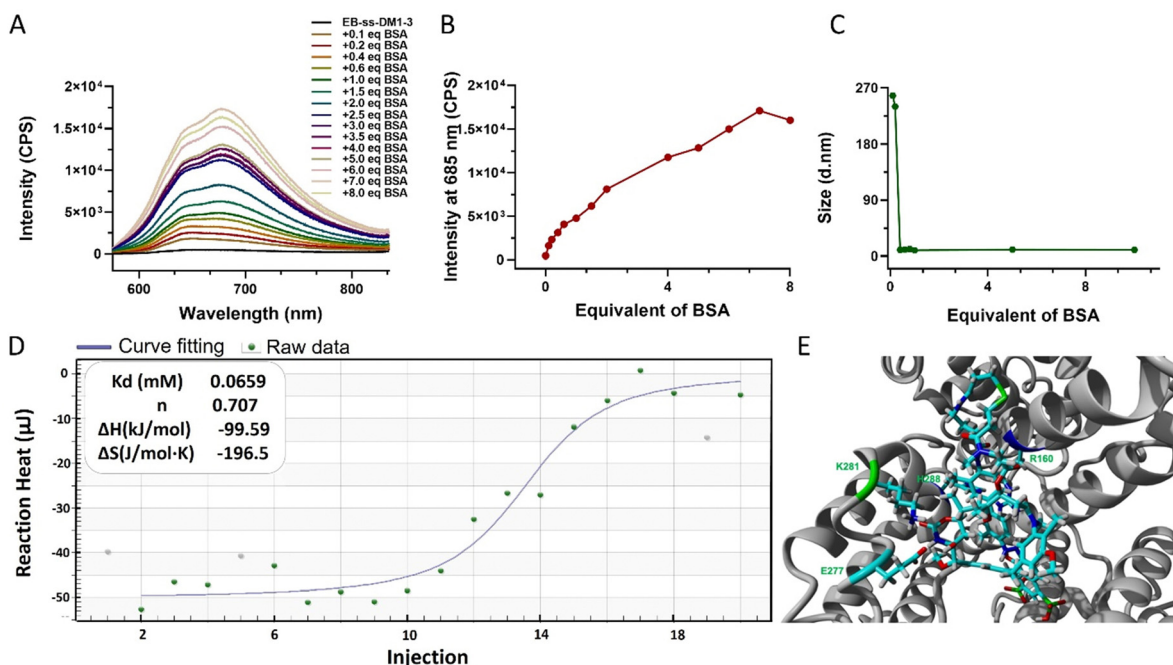 A
EB-ss-DM1-3
+0.1 eq BSA
+0.2 eq BSA
+0.4 eq BSA
+0.6 eq BSA
+1.0 eq BSA
+1.5 eq BSA
+2.0 eq BSA
+2.5 eq BSA
+3.0 eq BSA
+3.5 eq BSA
+4.0 eq BSA
+5.0 eq BSA
+6.0 eq BSA
+7.0 eq BSA
+8.0 eq BSA
2×10⁴
1.5×10⁴
1×10⁴
5×10³
0
Intensity (CPS)
600 700 800
Wavelength (nm)
B
2×10⁴
1.5×10⁴
1×10⁴
5×10³
0
Intensity at 685 nm (CPS)
0 4 8
Equivalent of BSA
C
270
180
90
0
Size (d.nm)
0 5 10
Equivalent of BSA
D
Curve fitting Raw data
Kd (mM) 0.0659
n 0.707
ΔH(kJ/mol) -99.59
ΔS(J/mol·K) -196.5
0
-10
-20
-30
-40
-50
Reaction Heat (µJ)
2 6 10 14 18
Injection
E
R160
K281
H288
E277